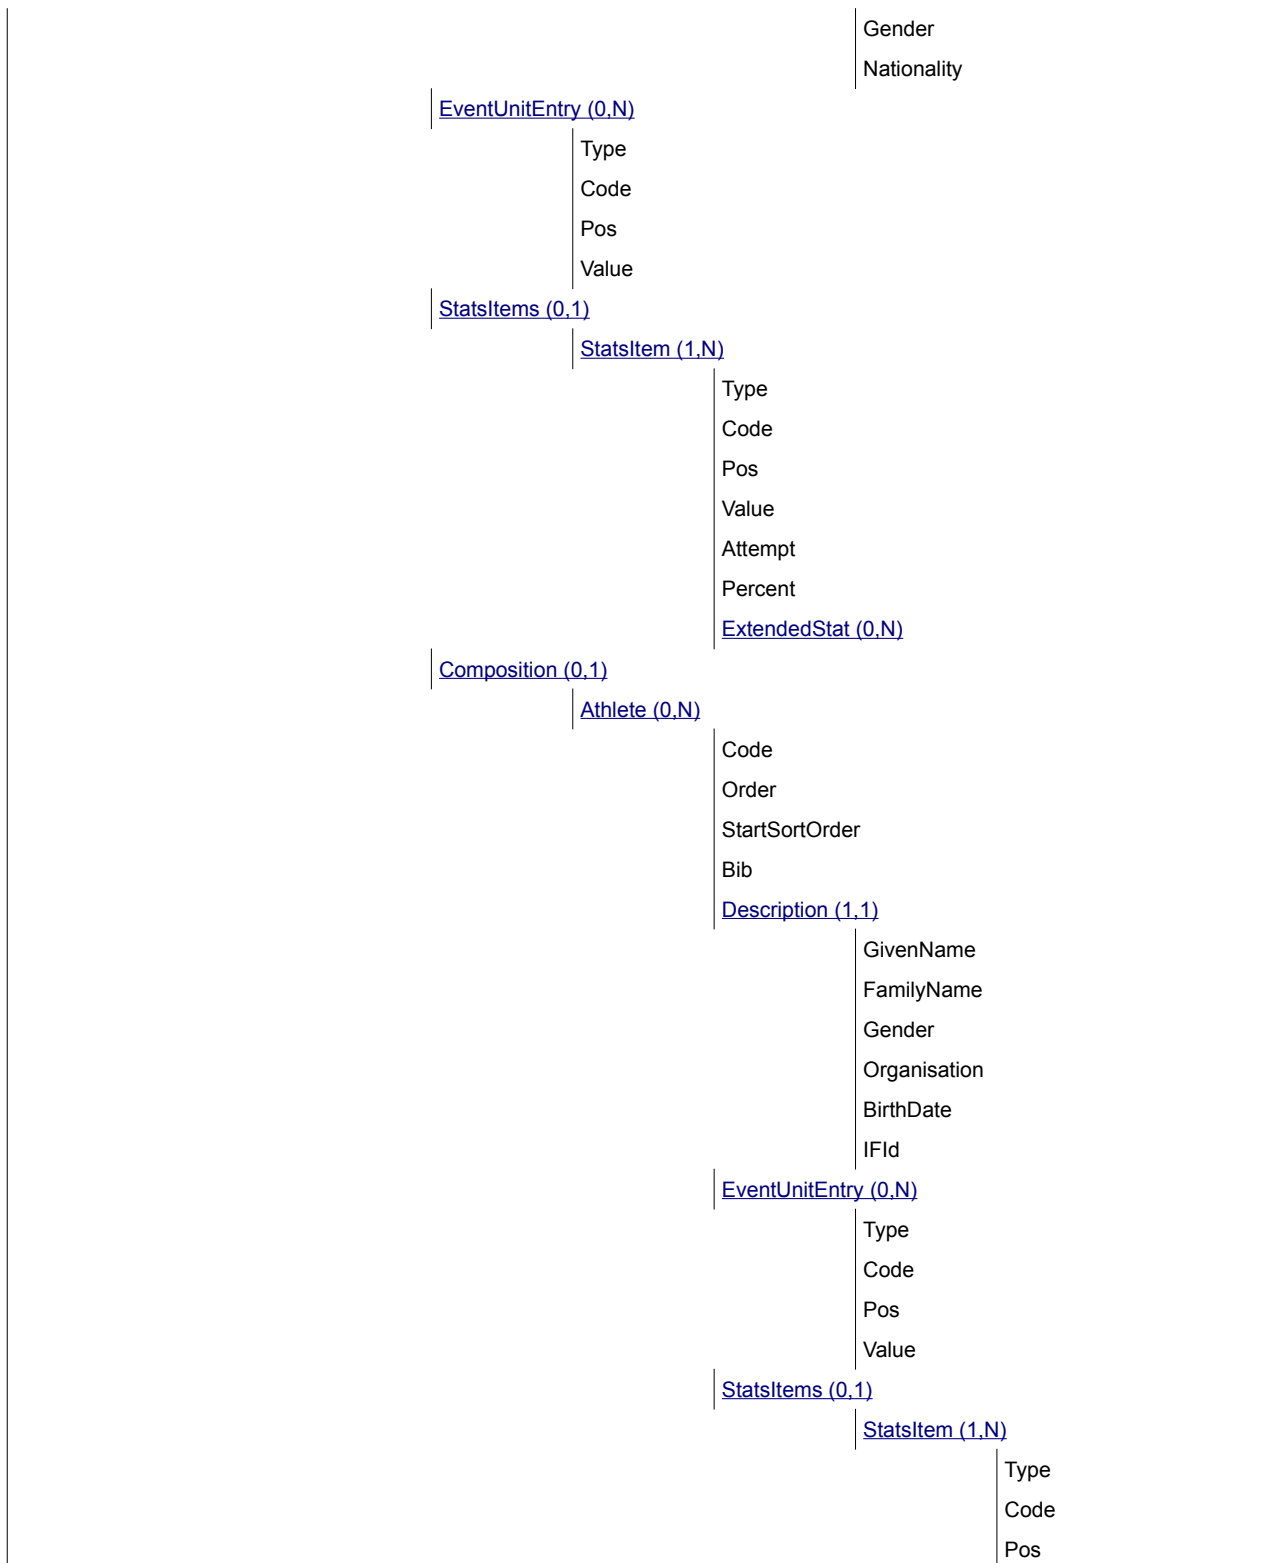 Gender
Nationality
EventUnitEntry (0,N)
Type
Code
Pos
Value
StatsItems (0,1)
StatsItem (1,N)
Type
Code
Pos
Value
Attempt
Percent
ExtendedStat (0,N)
Composition (0,1)
Athlete (0,N)
Code
Order
StartSortOrder
Bib
Description (1,1)
GivenName
FamilyName
Gender
Organisation
BirthDate
IFId
EventUnitEntry (0,N)
Type
Code
Pos
Value
StatsItems (0,1)
StatsItem (1,N)
Type
Code
Pos